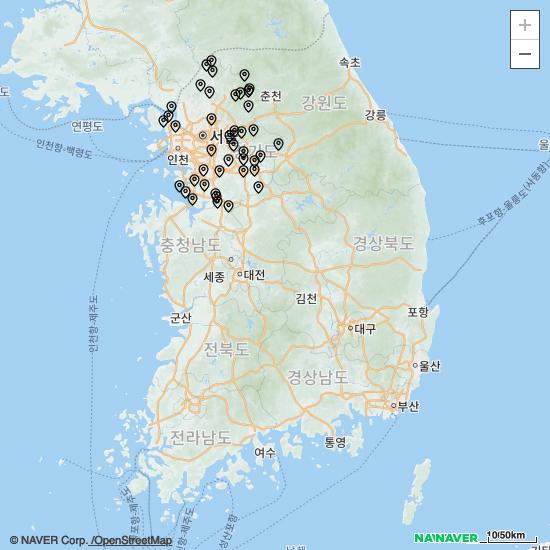 +
−
속초
춘천
강원도
강릉
연평도
서울
경기도
인천
인천항-백령도
울
후포항-울릉도(사동항)
충청남도
경상북도
세종
대전
인천항-제주도
김천
군산
포항
대구
전북도
울산
경상남도
부산
전라남도
여수
통영
© NAVER Corp. /OpenStreetMap
NAVER
10/50km